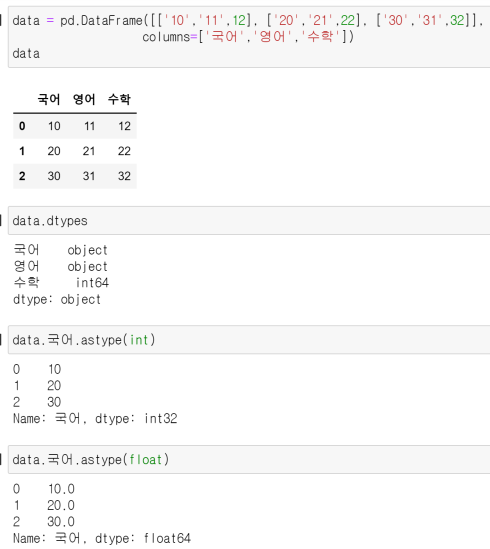 data = pd.DataFrame([['10','11',12], ['20','21',22], ['30','31',32]],
columns=['국어','영어','수학'])
data
국어 영어 수학
0 10 11 12
1 20 21 22
2 30 31 32
data.dtypes
국어 object
영어 object
수학 int64
dtype: object
data.국어.astype(int)
0 10
1 20
2 30
Name: 국어, dtype: int32
data.국어.astype(float)
0 10.0
1 20.0
2 30.0
Name: 국어, dtype: float64